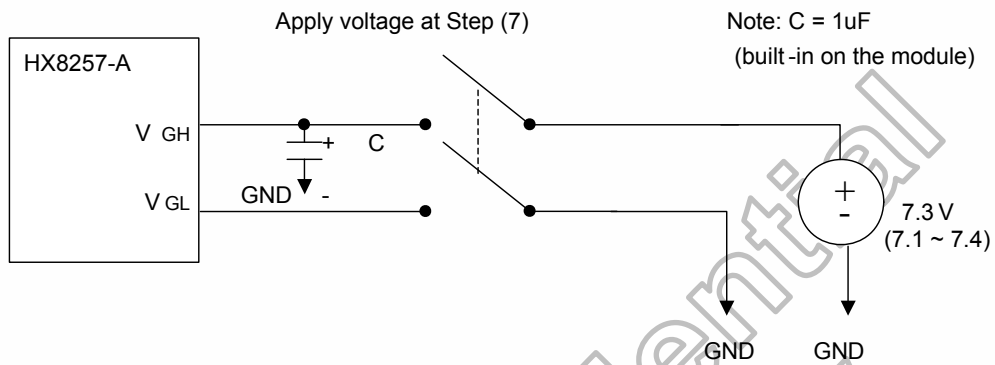 Apply voltage at Step (7)
Note: C = 1uF
(built-in on the module)
HX8257-A
V GH
+
C
GND
-
V GL
+
-
7.3 V
(7.1 ~ 7.4)
GND
GND
ential